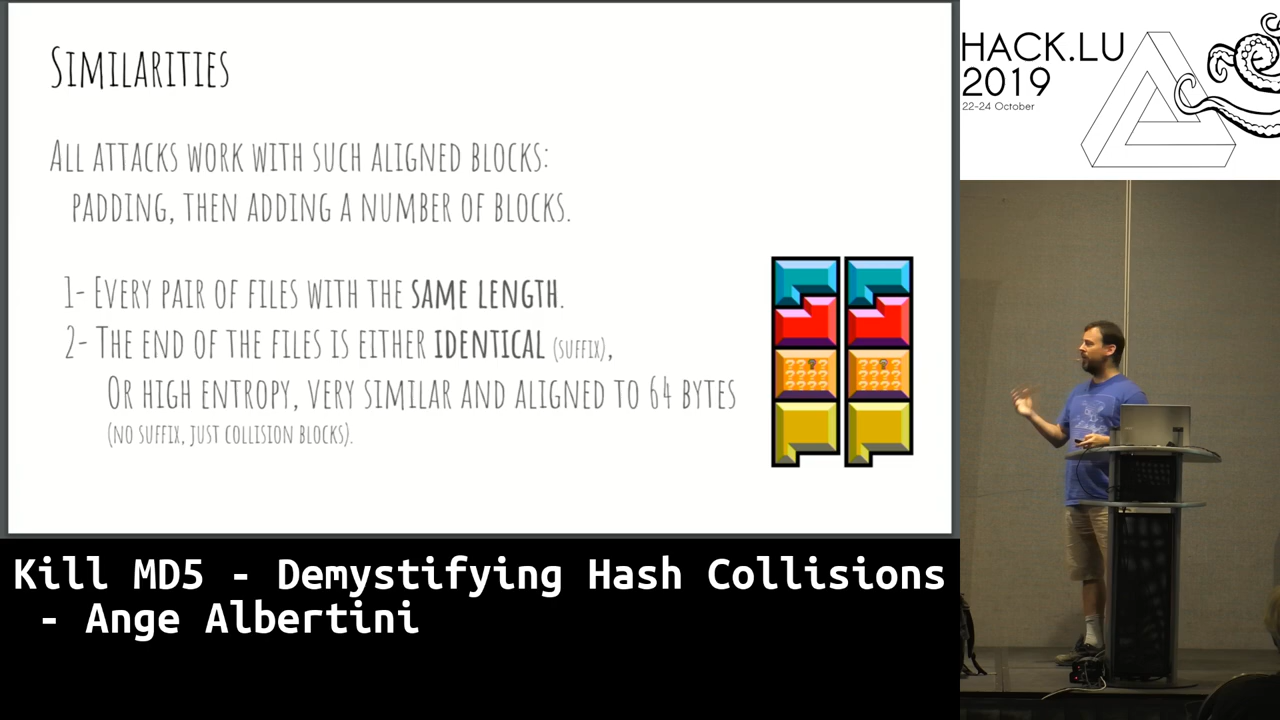 Similarities
All attacks work with such aligned blocks:
padding, then adding a number of blocks.
1- Every pair of files with the same length.
2- The end of the files is either identical (suffix),
Or high entropy, very similar and aligned to 64 bytes
(no suffix, just collision blocks).
HACK.LU
2019
22-24 October
Kill MD5 - Demystifying Hash Collisions
- Ange Albertini